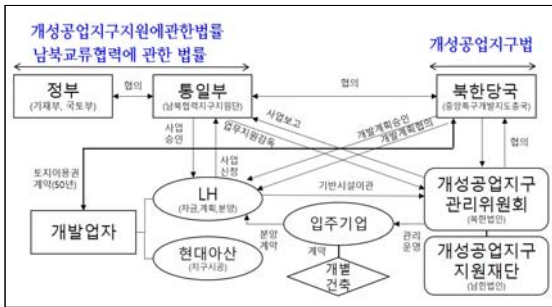 개성공업지구지원에관한법률
남북교류협력에 관한 법률
개성공업지구법
정부
(기재부, 국토부)
협의
통일부
(남북협력지구지원단)
협의
북한당국
(중앙특구개발지도총국)
사업
승인
업무지원감독
사업보고
개발계획승인
개발계획협의
협의
사업
신청
토지이용권
계약(50년)
LH
(자금,계획,분양)
기반시설이관
개성공업지구
관리위원회
(북한법인)
개발업자
입주기업
분양
계약
계약
관리
운영
현대아산
(지구시공)
개별
건축
개성공업지구
지원재단
(남한법인)